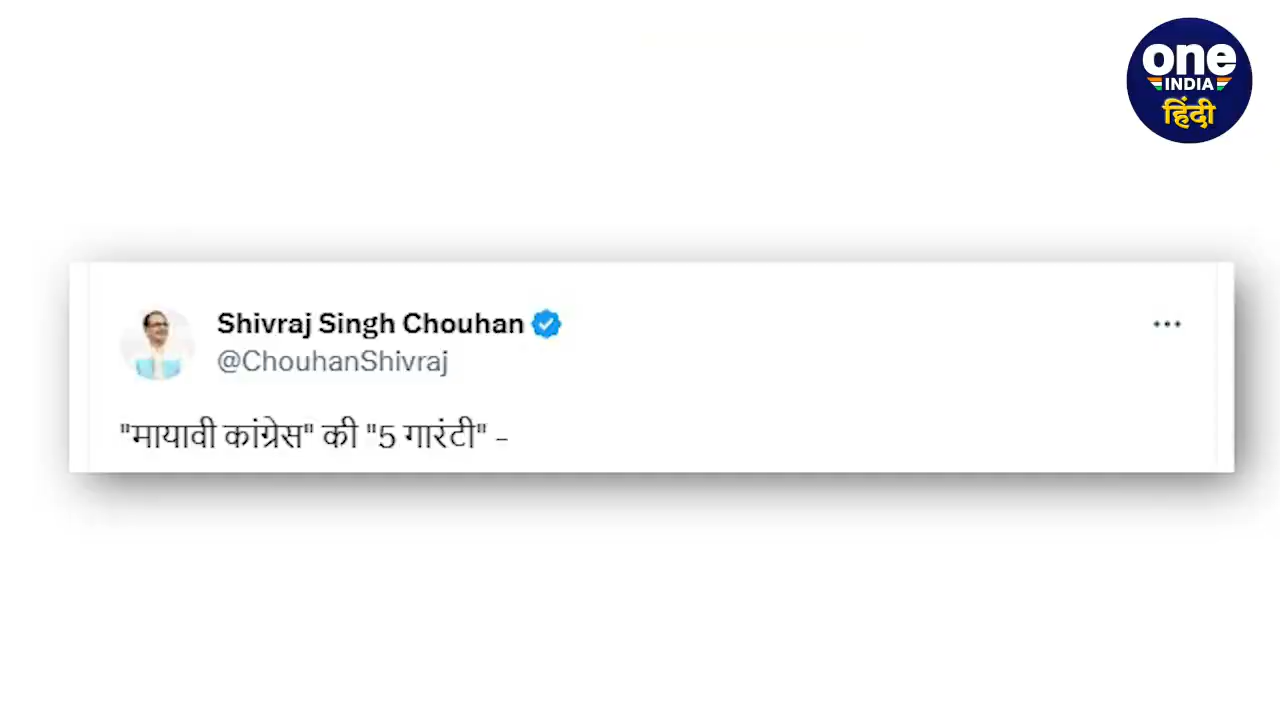 one
INDIA
हिंदी
Shivraj Singh Chouhan
@ChouhanShivraj
"मायावी कांग्रेस" की "5 गारंटी" -